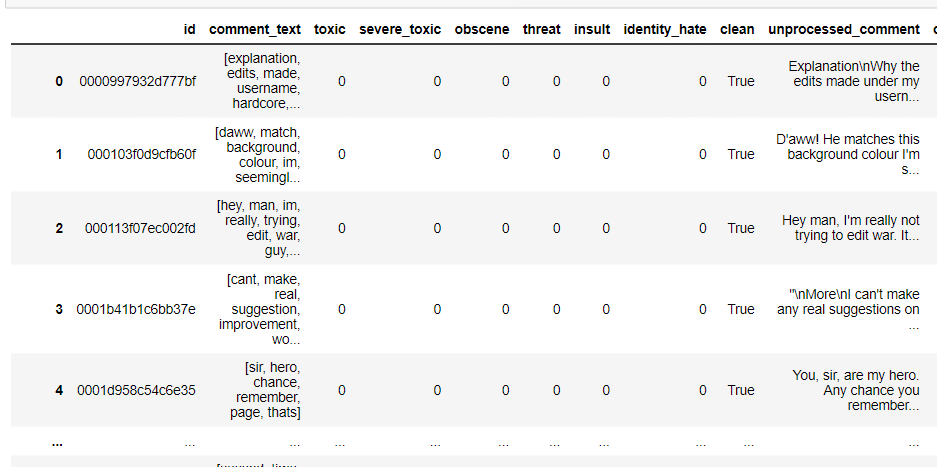 id comment_text toxic severe_toxic obscene threat insult identity_hate clean unprocessed_comment
0 0000997932d777bf [explanation, edits, made, username, hardcore,... 0 0 0 0 0 0 True Explanation\nWhy the edits made under my usern...
1 000103f0d9cfb60f [daww, match, background, colour, im, seemingl... 0 0 0 0 0 0 True D'aww! He matches this background colour I'm s...
2 000113f07ec002fd [hey, man, im, really, trying, edit, war, guy,... 0 0 0 0 0 0 True Hey man, I'm really not trying to edit war. It...
3 0001b41b1c6bb37e [cant, make, real, suggestion, improvement, wo... 0 0 0 0 0 0 True "\nMore\nI can't make any real suggestions on ...
4 0001d958c54c6e35 [sir, hero, chance, remember, page, thats] 0 0 0 0 0 0 True You, sir, are my hero. Any chance you remember...
... ... ... ... ... ... ... ... ... ... ...